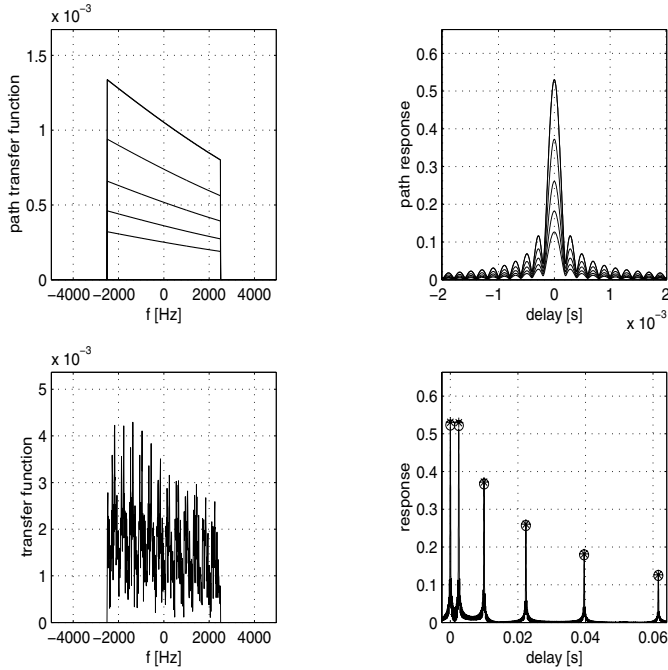 x 10⁻³
1.5
1
0.5
0
path transfer function
−4000 −2000 0 2000 4000
f [Hz]
0.6
0.5
0.4
0.3
0.2
0.1
0
path response
−2 −1 0 1 2
delay [s]
x 10⁻³
x 10⁻³
5
4
3
2
1
0
transfer function
−4000 −2000 0 2000 4000
f [Hz]
0.6
0.5
0.4
0.3
0.2
0.1
0
response
0 0.02 0.04 0.06
delay [s]